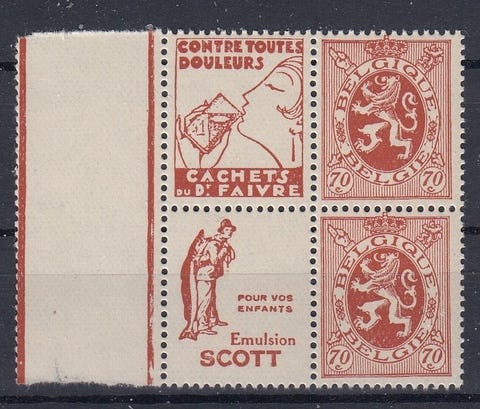 CONTRE TOUTES
DOULEURS
1
CACHETS
DU DR FAIVRE
BELGIQUE
70 BELGIË 70
POUR VOS
ENFANTS
Emulsion
SCOTT
BELGIQUE
70 BELGIË 70